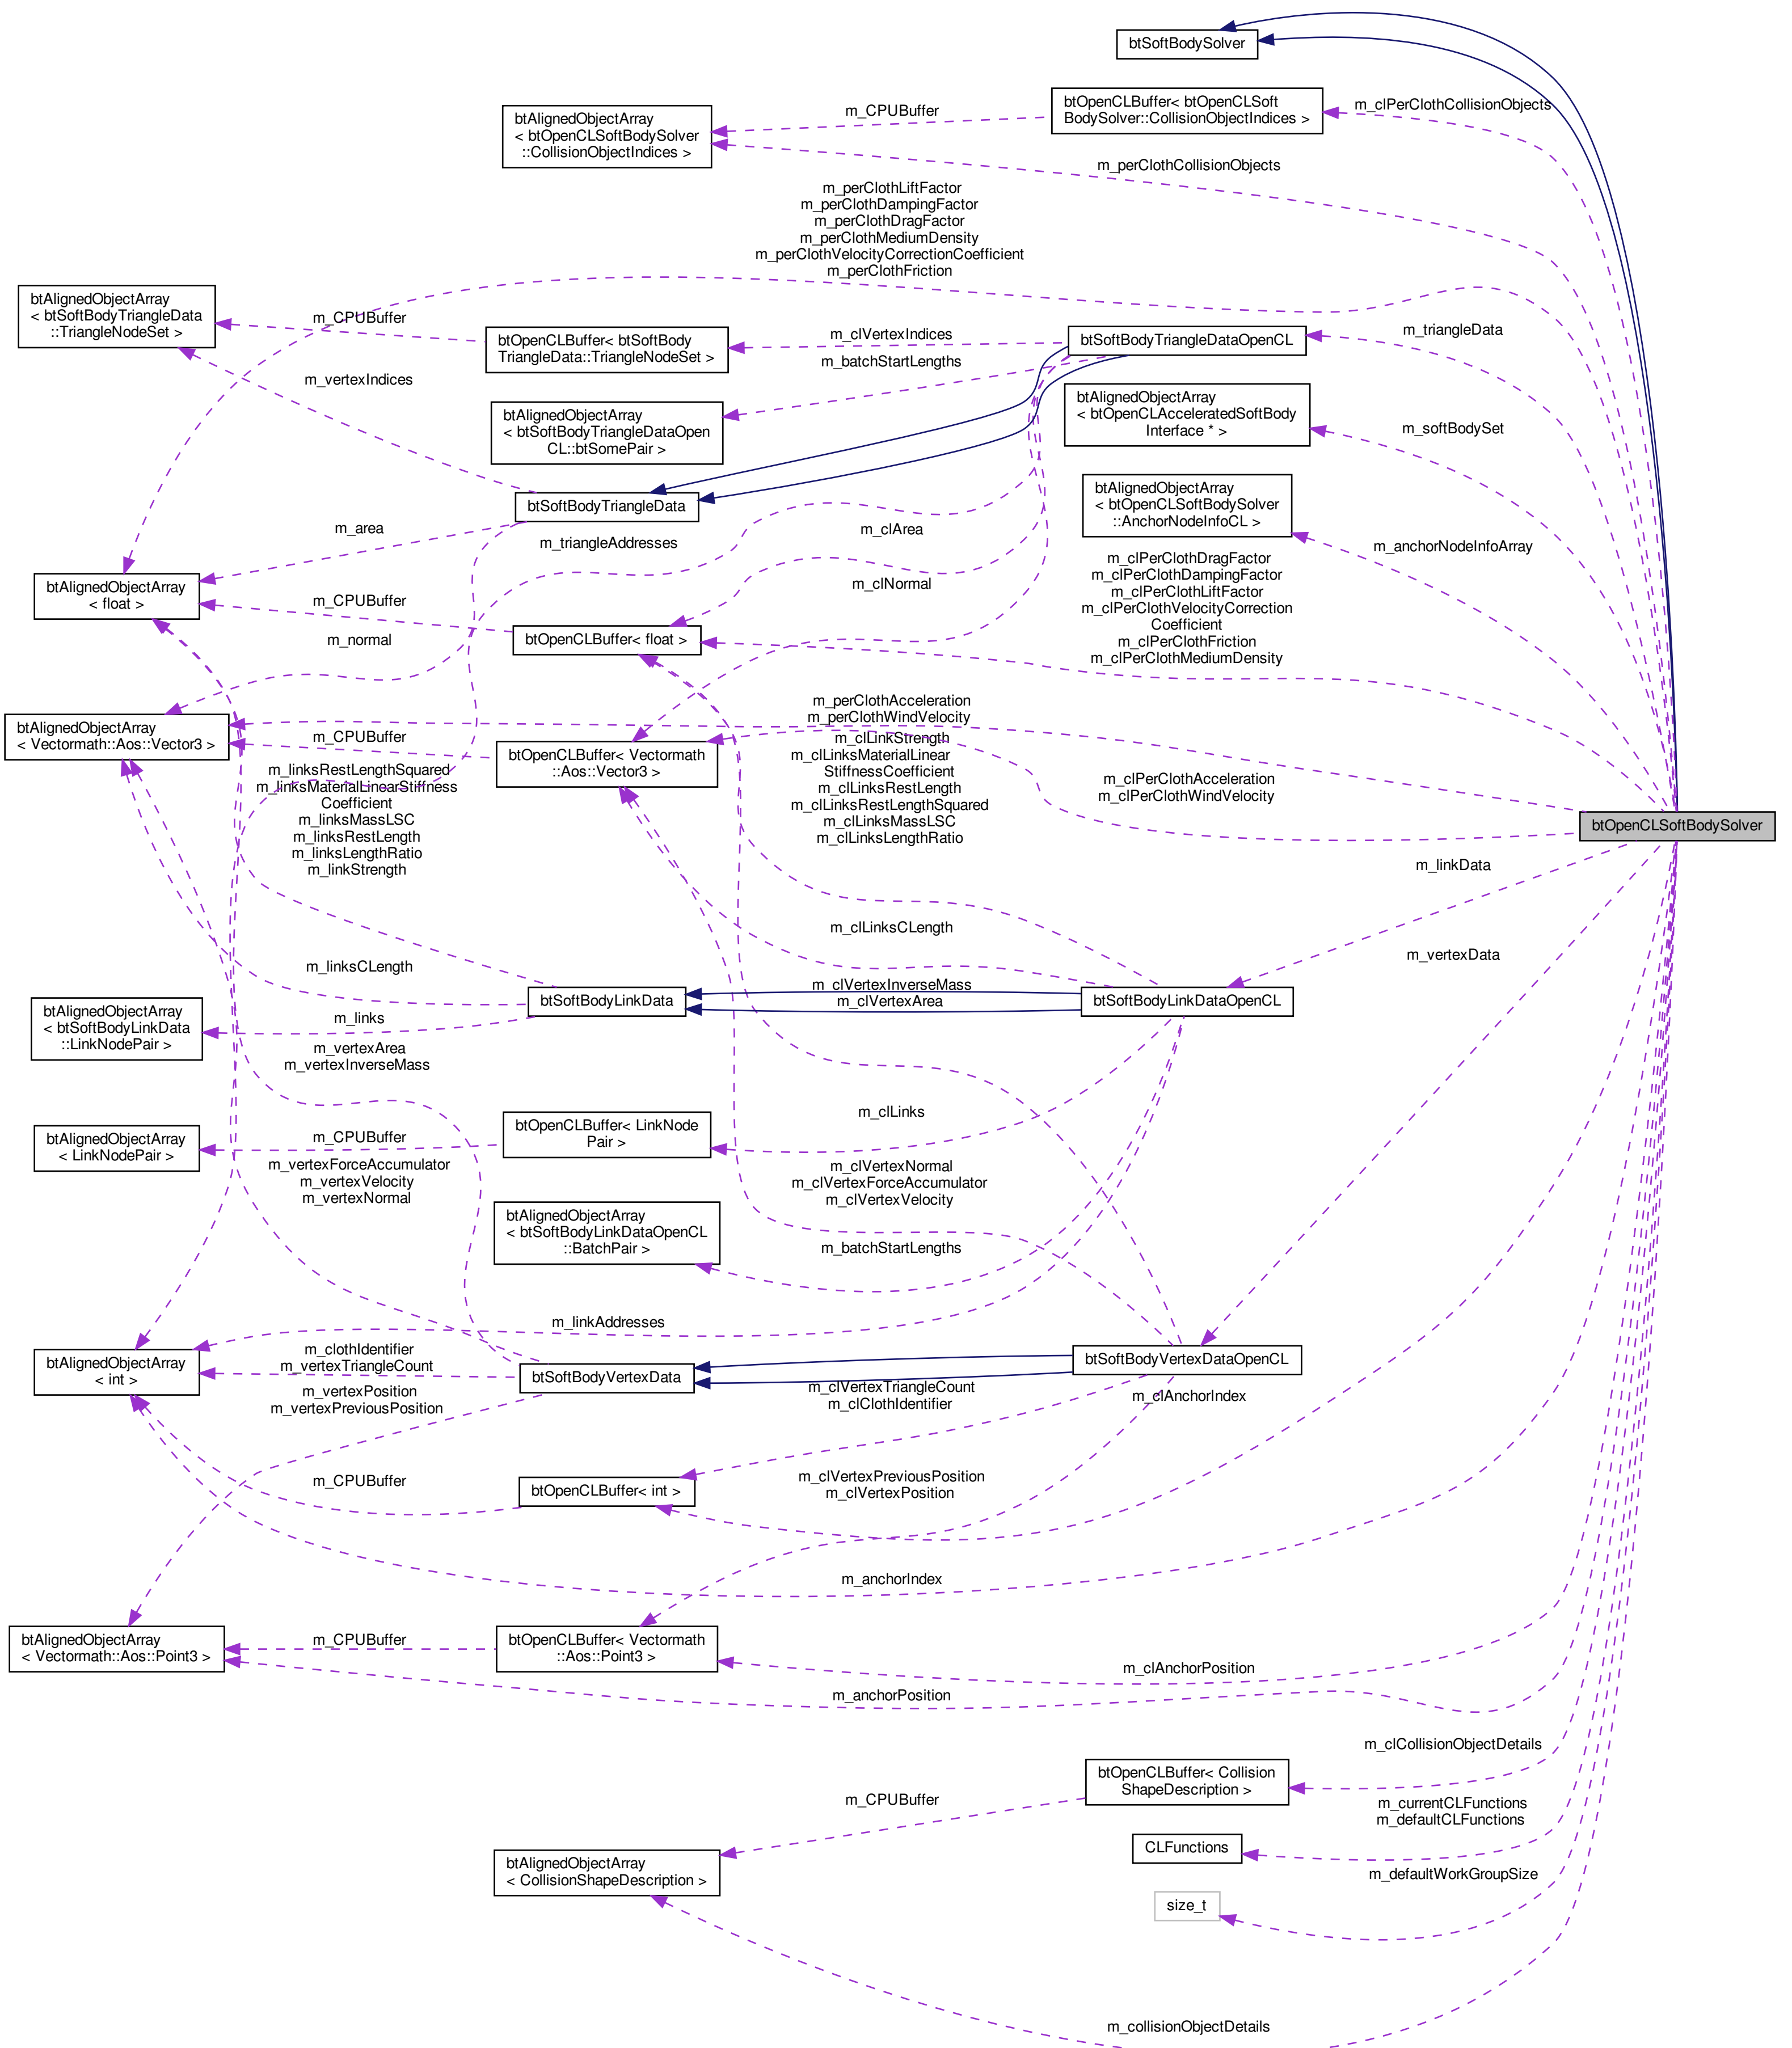 btSoftBodySolver
btOpenCLBuffer< btOpenCLSoft
BodySolver::CollisionObjectIndices >
m_clPerClothCollisionObjects
m_CPUBuffer
btAlignedObjectArray
< btOpenCLSoftBodySolver
::CollisionObjectIndices >
m_perClothCollisionObjects
m_perClothLiftFactor
m_perClothDampingFactor
m_perClothDragFactor
m_perClothMediumDensity
m_perClothVelocityCorrectionCoefficient
m_perClothFriction
btAlignedObjectArray
< btSoftBodyTriangleData
::TriangleNodeSet >
m_CPUBuffer
btOpenCLBuffer< btSoftBody
TriangleData::TriangleNodeSet >
m_clVertexIndices
btSoftBodyTriangleDataOpenCL
m_triangleData
m_batchStartLengths
m_vertexIndices
btAlignedObjectArray
< btSoftBodyTriangleDataOpen
CL::btSomePair >
btAlignedObjectArray
< btOpenCLAcceleratedSoftBody
Interface * >
m_softBodySet
btSoftBodyTriangleData
btAlignedObjectArray
< btOpenCLSoftBodySolver
::AnchorNodeInfoCL >
m_anchorNodeInfoArray
m_area
m_triangleAddresses
m_clArea
m_clNormal
m_clPerClothDragFactor
m_clPerClothDampingFactor
m_clPerClothLiftFactor
m_clPerClothVelocityCorrection
Coefficient
m_clPerClothFriction
m_clPerClothMediumDensity
btAlignedObjectArray
< float >
m_CPUBuffer
btOpenCLBuffer< float >
m_normal
btAlignedObjectArray
< Vectormath::Aos::Vector3 >
m_CPUBuffer
btOpenCLBuffer< Vectormath
::Aos::Vector3 >
m_perClothAcceleration
m_perClothWindVelocity
m_clLinkStrength
m_clLinksMaterialLinear
StiffnessCoefficient
m_clLinksRestLength
m_clLinksRestLengthSquared
m_clLinksMassLSC
m_clLinksLengthRatio
m_clPerClothAcceleration
m_clPerClothWindVelocity
btOpenCLSoftBodySolver
m_linksRestLengthSquared
m_linksMaterialLinearStiffness
Coefficient
m_linksMassLSC
m_linksRestLength
m_linksLengthRatio
m_linkStrength
m_linkData
m_clLinksCLength
m_vertexData
m_linksCLength
btSoftBodyLinkData
m_clVertexInverseMass
m_clVertexArea
btSoftBodyLinkDataOpenCL
btAlignedObjectArray
< btSoftBodyLinkData
::LinkNodePair >
m_links
m_vertexArea
m_vertexInverseMass
btAlignedObjectArray
< LinkNodePair >
m_CPUBuffer
btOpenCLBuffer< LinkNode
Pair >
m_clLinks
m_vertexForceAccumulator
m_vertexVelocity
m_vertexNormal
m_clVertexNormal
m_clVertexForceAccumulator
m_clVertexVelocity
btAlignedObjectArray
< btSoftBodyLinkDataOpenCL
::BatchPair >
m_batchStartLengths
m_linkAddresses
btAlignedObjectArray
< int >
m_clothIdentifier
m_vertexTriangleCount
btSoftBodyVertexData
btSoftBodyVertexDataOpenCL
m_vertexPosition
m_vertexPreviousPosition
m_clVertexTriangleCount
m_clClothIdentifier
m_clAnchorIndex
m_CPUBuffer
btOpenCLBuffer< int >
m_clVertexPreviousPosition
m_clVertexPosition
m_anchorIndex
btAlignedObjectArray
< Vectormath::Aos::Point3 >
m_CPUBuffer
btOpenCLBuffer< Vectormath
::Aos::Point3 >
m_clAnchorPosition
m_anchorPosition
m_clCollisionObjectDetails
btOpenCLBuffer< Collision
ShapeDescription >
m_CPUBuffer
m_currentCLFunctions
m_defaultCLFunctions
CLFunctions
btAlignedObjectArray
< CollisionShapeDescription >
m_defaultWorkGroupSize
size_t
m_collisionObjectDetails